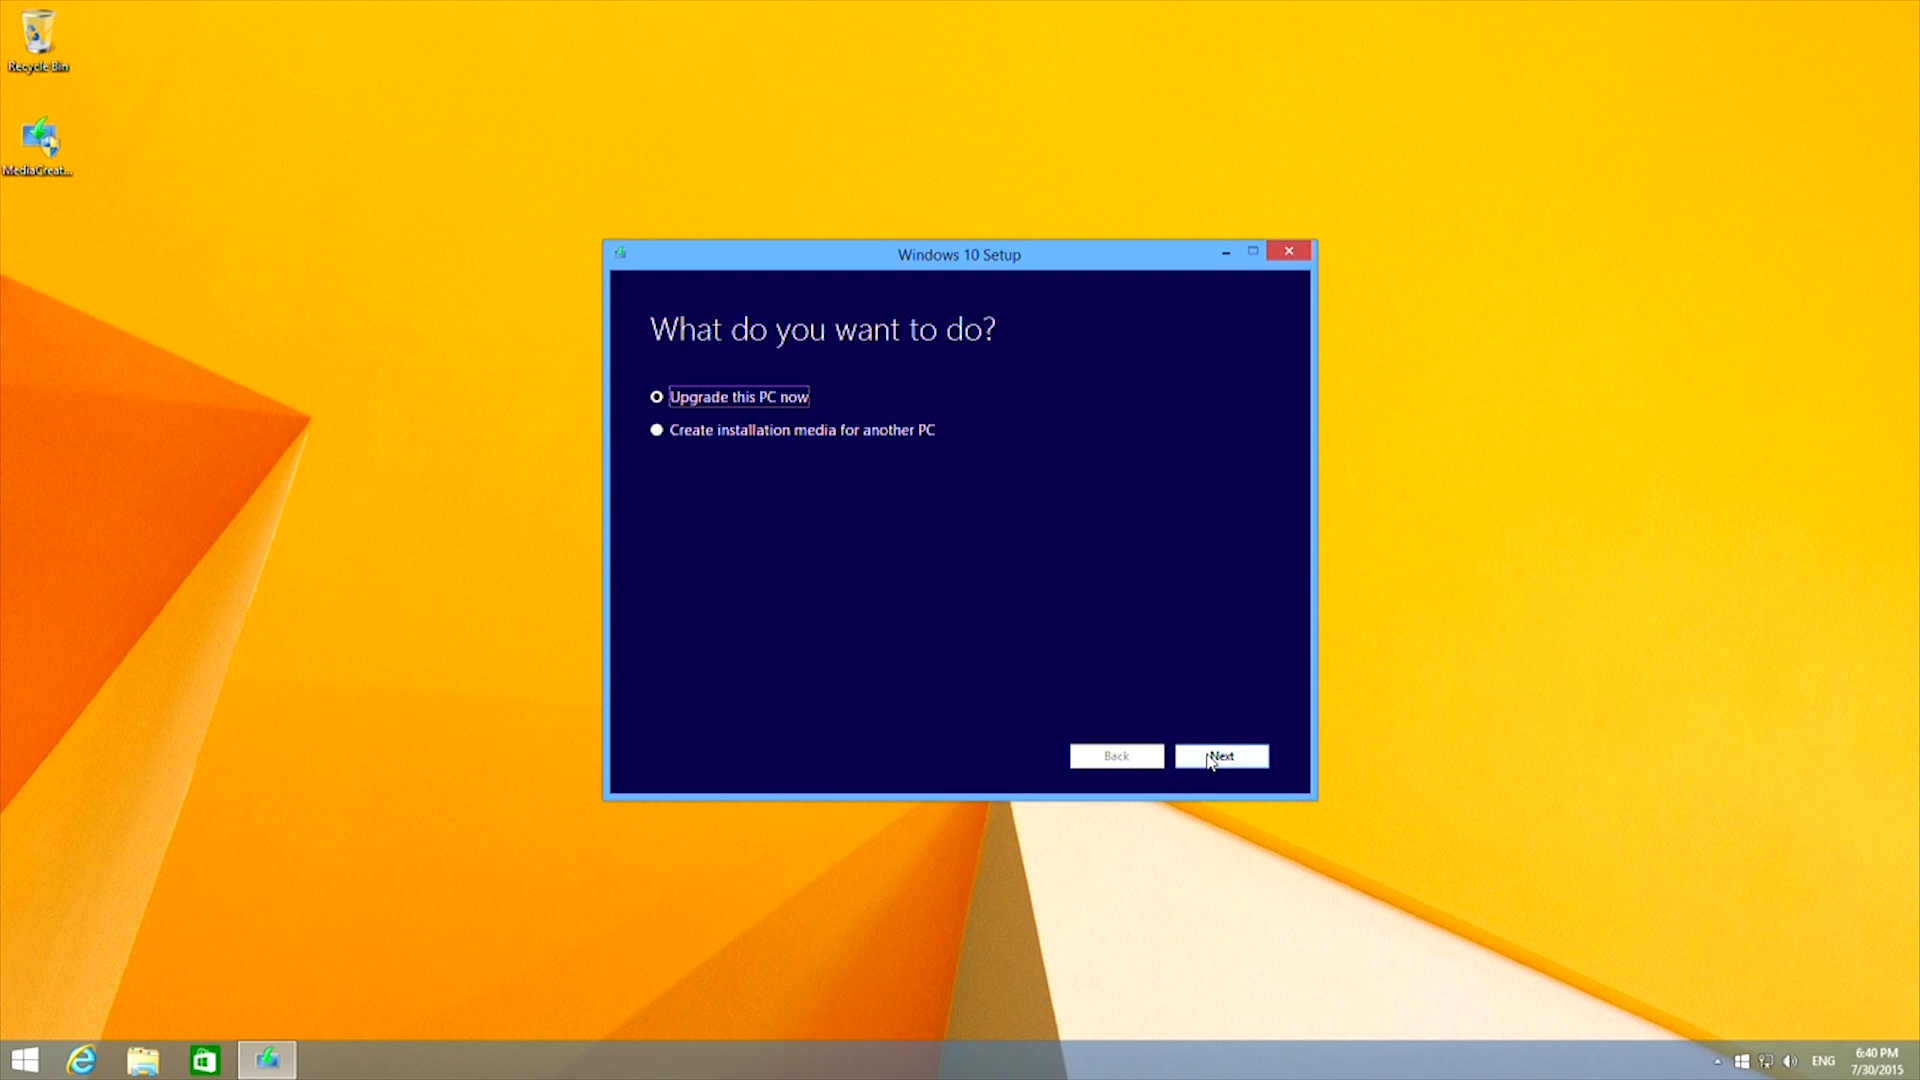 Recycle Bin
MediaCreat...
Windows 10 Setup
What do you want to do?
Upgrade this PC now
Create installation media for another PC
Back
Next
ENG
6:40 PM
7/30/2015